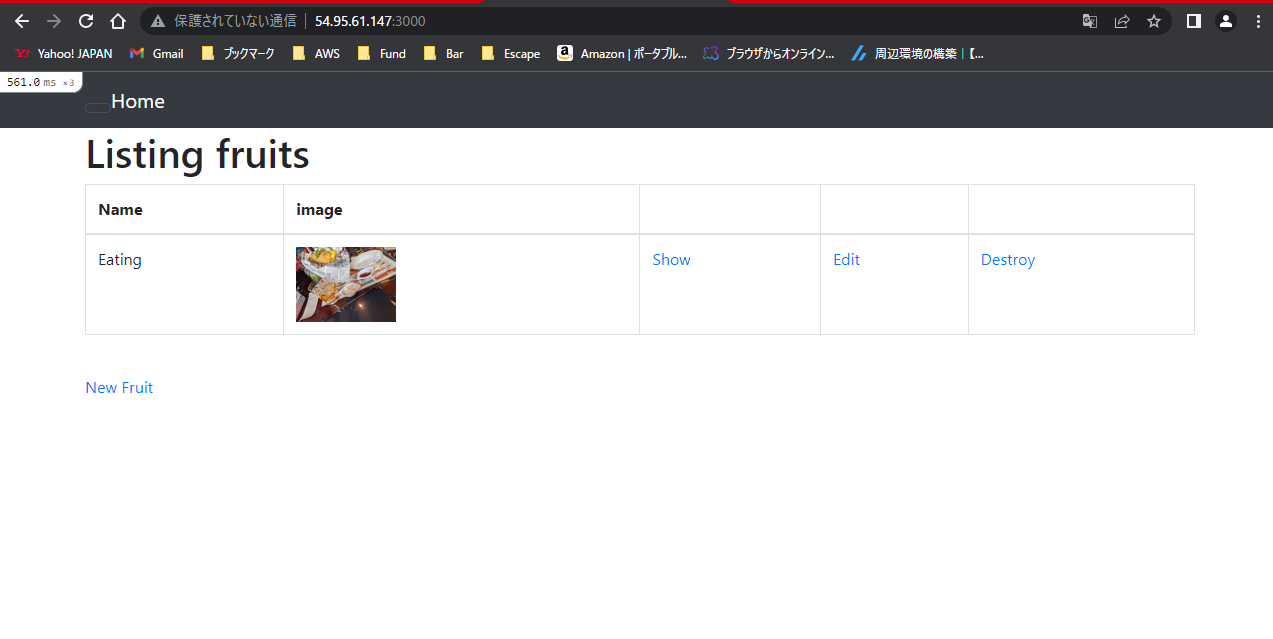 保護されていない通信 | 54.95.61.147:3000
Yahoo! JAPAN Gmail ブックマーク AWS Fund Bar Escape Amazon | ポータブル... ブラウザからオンライン... 周辺環境の構築 | 【...
561.0 ms ×3
Home
Listing fruits
Name image
Eating Show Edit Destroy
New Fruit